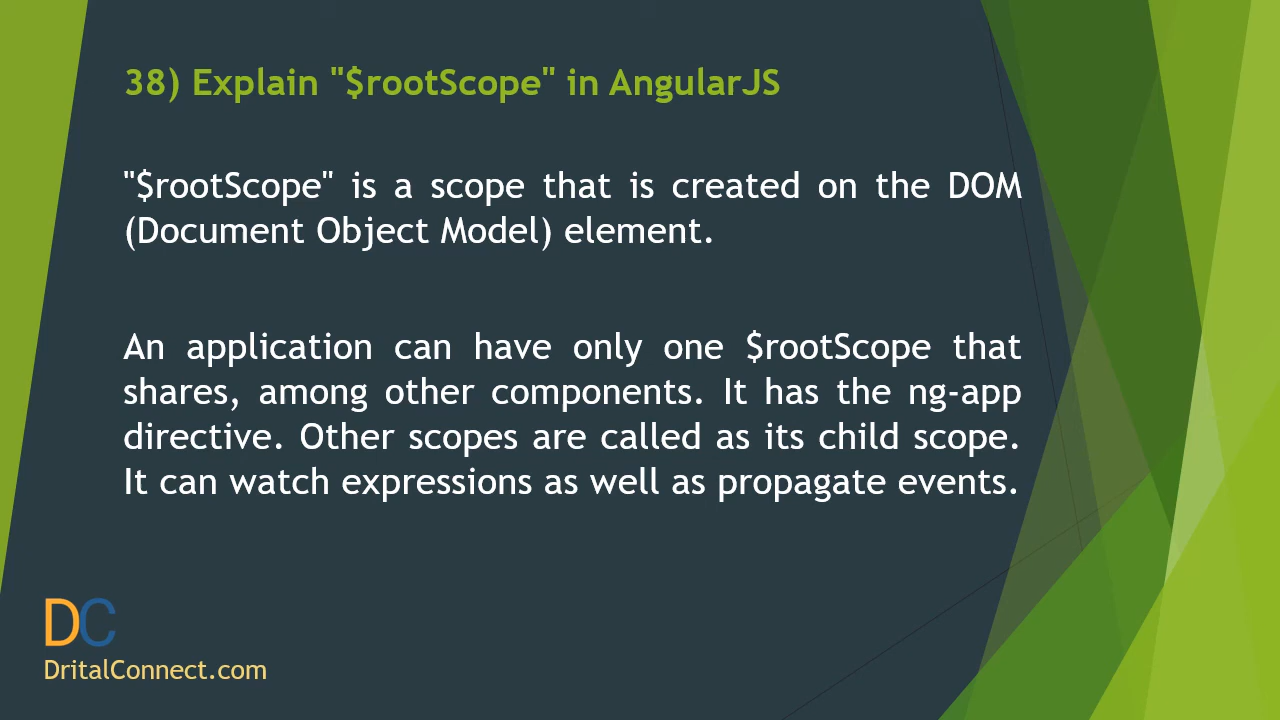 38) Explain "$rootScope" in AngularJS
"$rootScope" is a scope that is created on the DOM
(Document Object Model) element.
An application can have only one $rootScope that
shares, among other components. It has the ng-app
directive. Other scopes are called as its child scope.
It can watch expressions as well as propagate events.
DC
DritalConnect.com